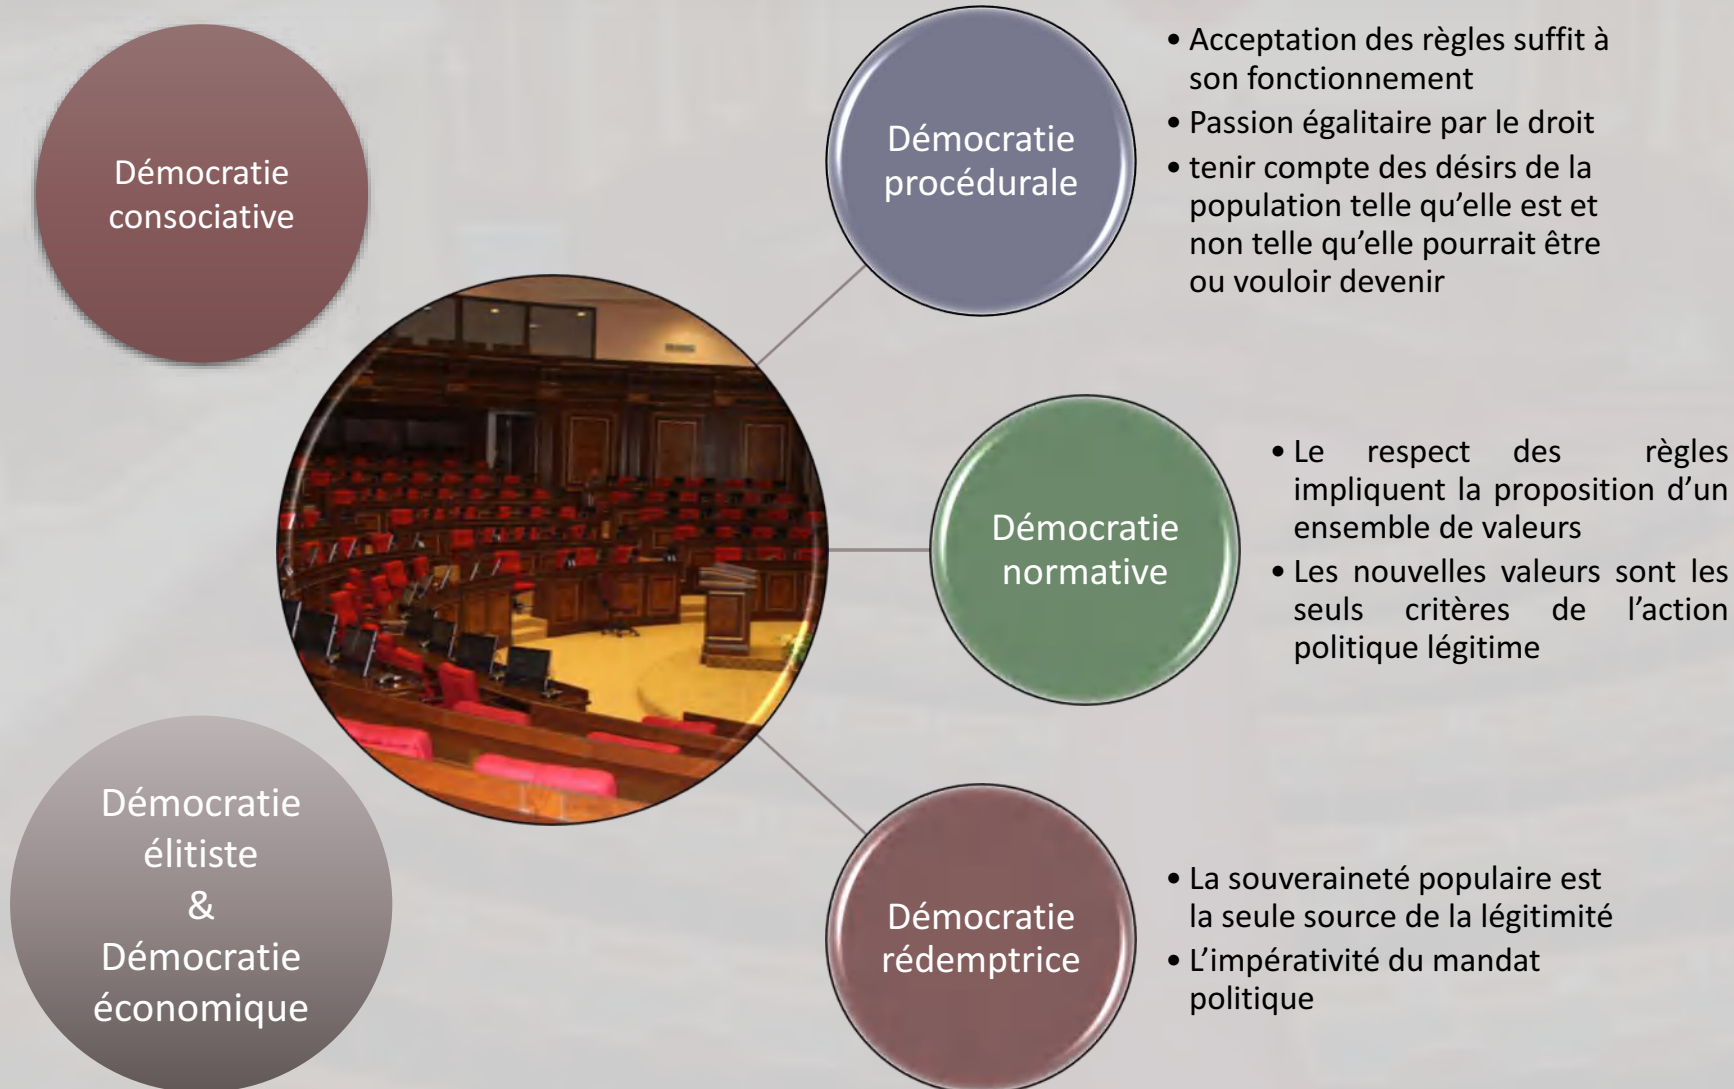 Démocratie
consociative
Démocratie
procédurale
• Acceptation des règles suffit à
son fonctionnement
• Passion égalitaire par le droit
• tenir compte des désirs de la
population telle qu’elle est et
non telle qu’elle pourrait être
ou vouloir devenir
Démocratie
normative
• Le respect des règles
impliquent la proposition d’un
ensemble de valeurs
• Les nouvelles valeurs sont les
seuls critères de l’action
politique légitime
Démocratie
élitiste
&
Démocratie
économique
Démocratie
rédemptrice
• La souveraineté populaire est
la seule source de la légitimité
• L’impérativité du mandat
politique